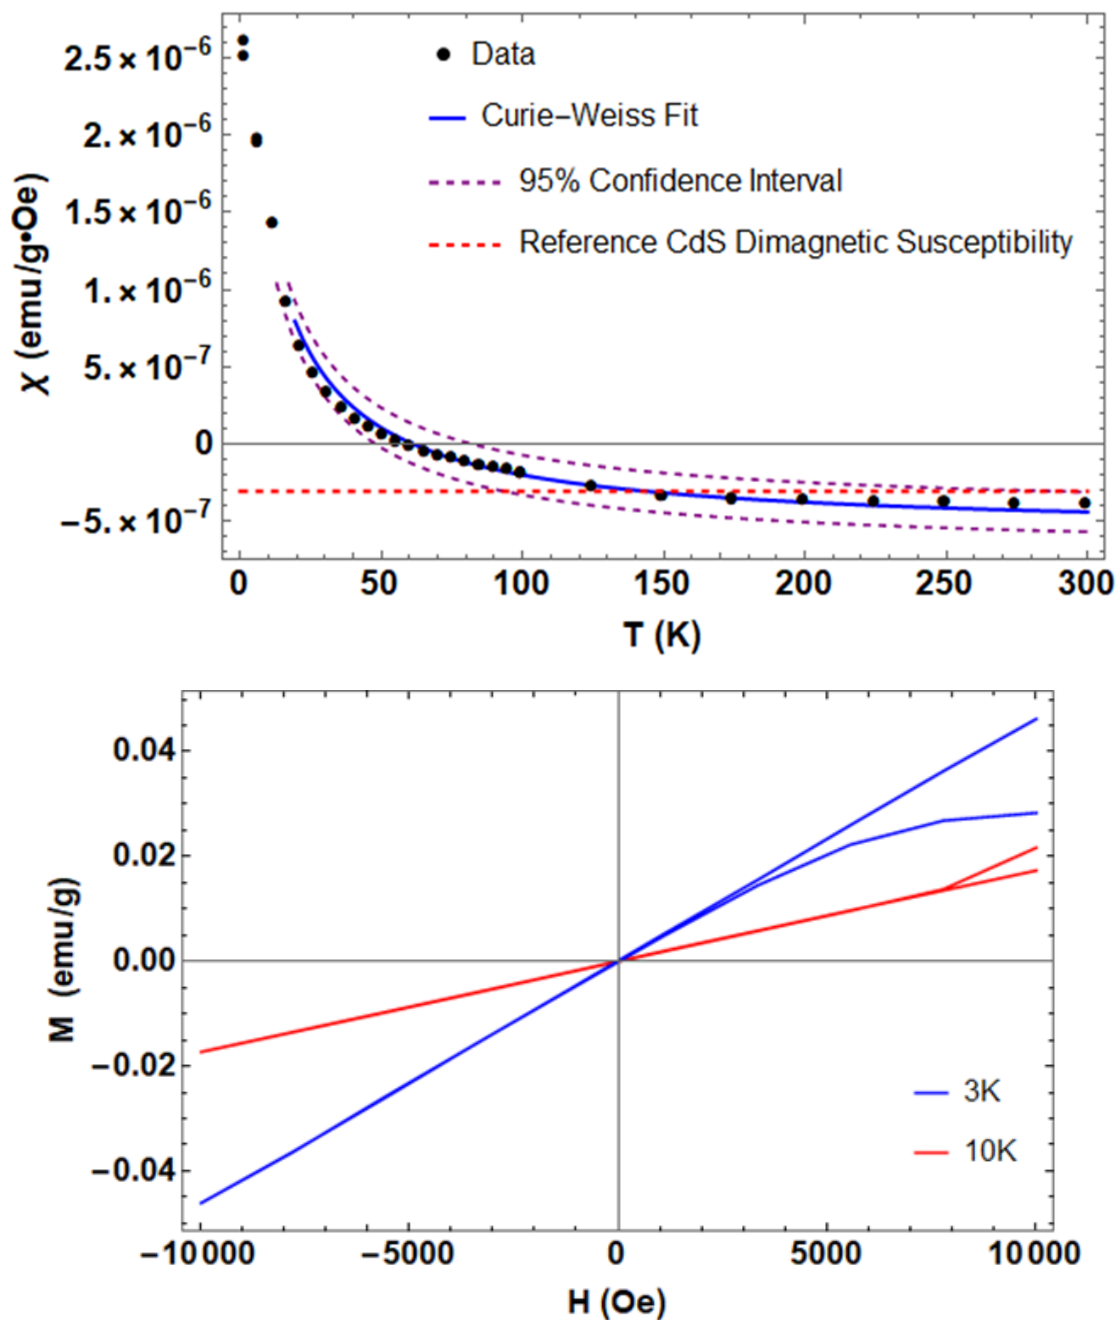 2.5×10⁻⁶
2.×10⁻⁶
1.5×10⁻⁶
1.×10⁻⁶
5.×10⁻⁷
0
−5.×10⁻⁷
χ (emu/g•Oe)
Data
Curie−Weiss Fit
95% Confidence Interval
Reference CdS Dimagnetic Susceptibility
0 50 100 150 200 250 300
T (K)
0.04
0.02
0.00
−0.02
−0.04
M (emu/g)
3K
10K
−10000 −5000 0 5000 10000
H (Oe)